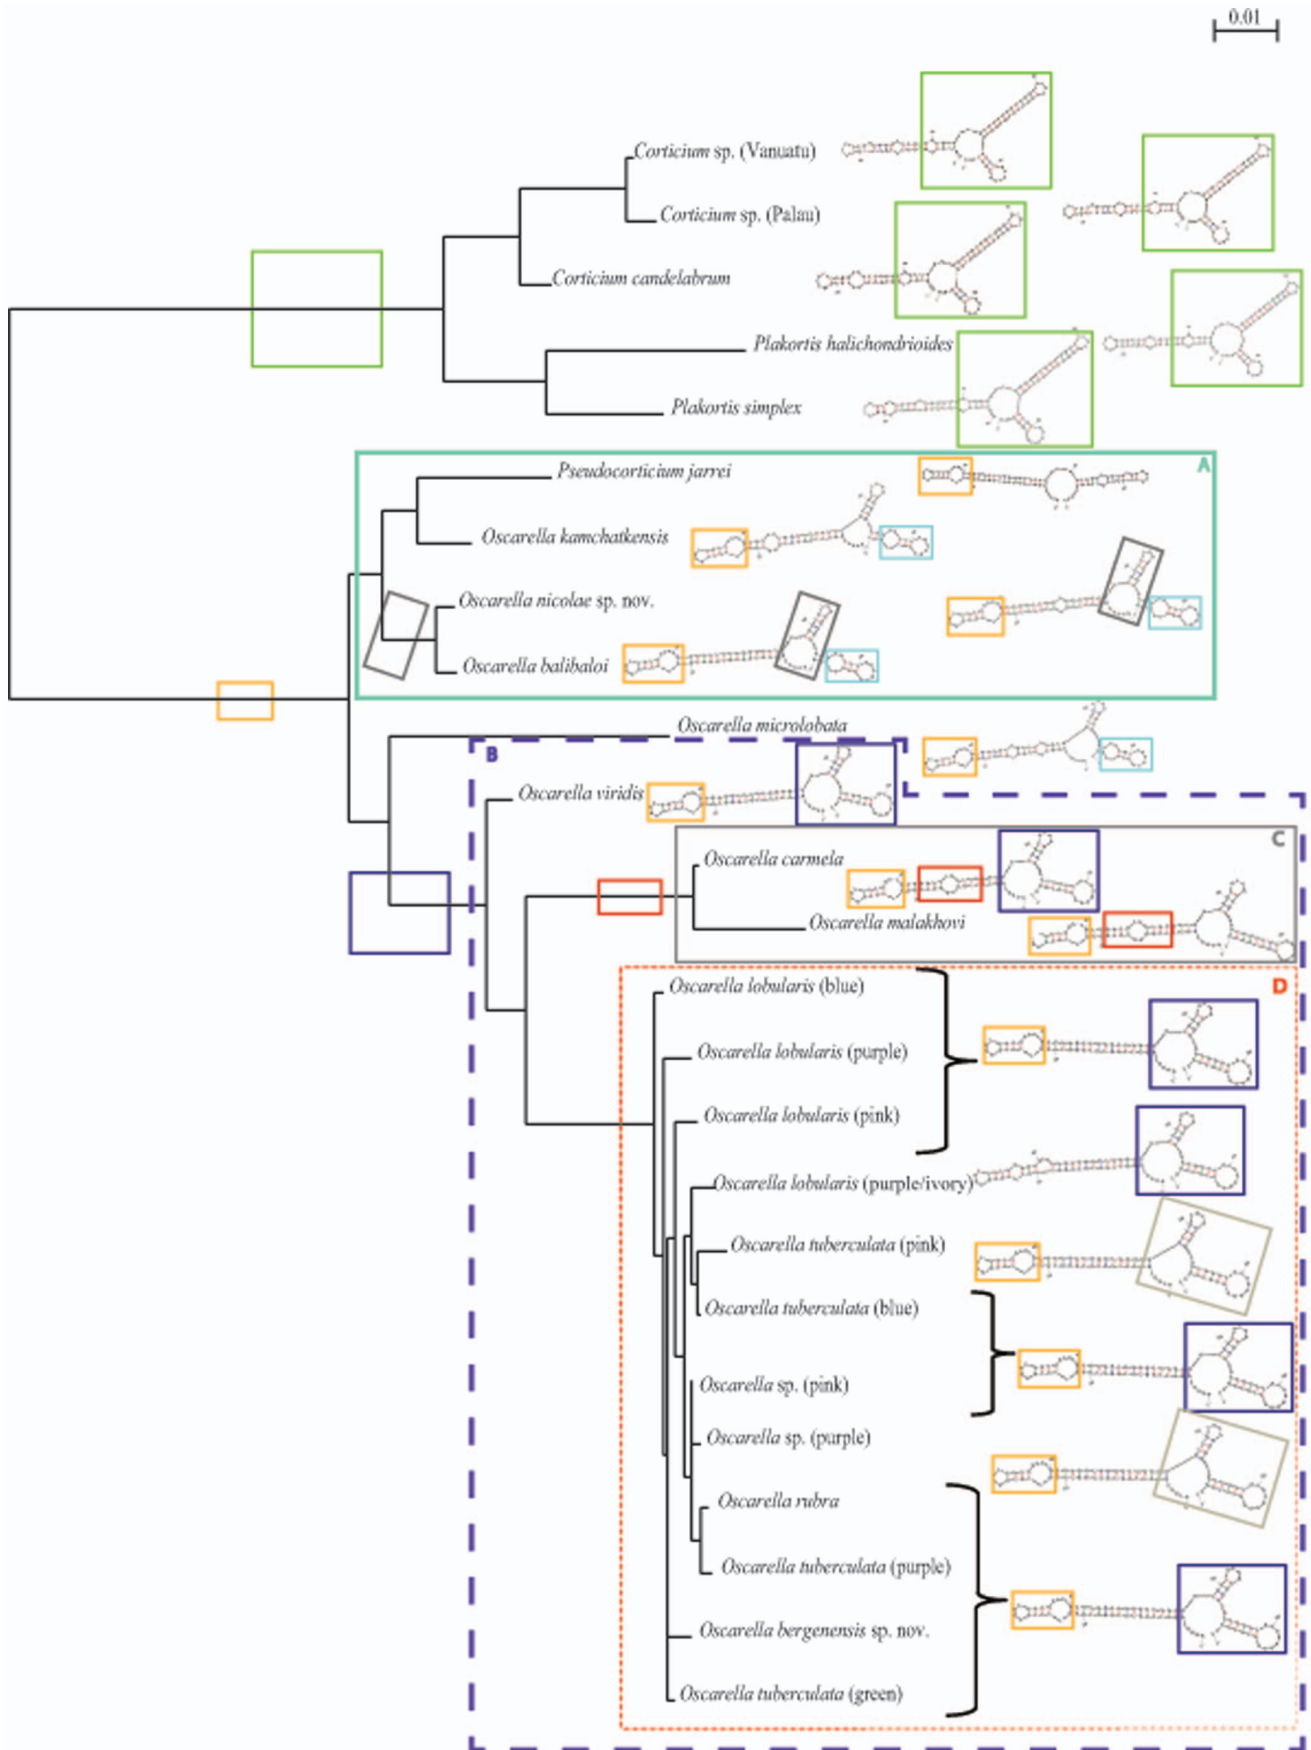 0.01
Corticium sp. (Vanuatu)
Corticium sp. (Palau)
Corticium candelabrum
Plakortis halichondrioides
Plakortis simplex
A
Pseudocorticium jarrei
Oscarella kamchatkensis
Oscarella nicolae sp. nov.
Oscarella balibaloi
Oscarella microlobata
B
Oscarella viridis
C
Oscarella carmela
Oscarella malakhovi
D
Oscarella lobularis (blue)
Oscarella lobularis (purple)
Oscarella lobularis (pink)
Oscarella lobularis (purple/ivory)
Oscarella tuberculata (pink)
Oscarella tuberculata (blue)
Oscarella sp. (pink)
Oscarella sp. (purple)
Oscarella rubra
Oscarella tuberculata (purple)
Oscarella bergenensis sp. nov.
Oscarella tuberculata (green)